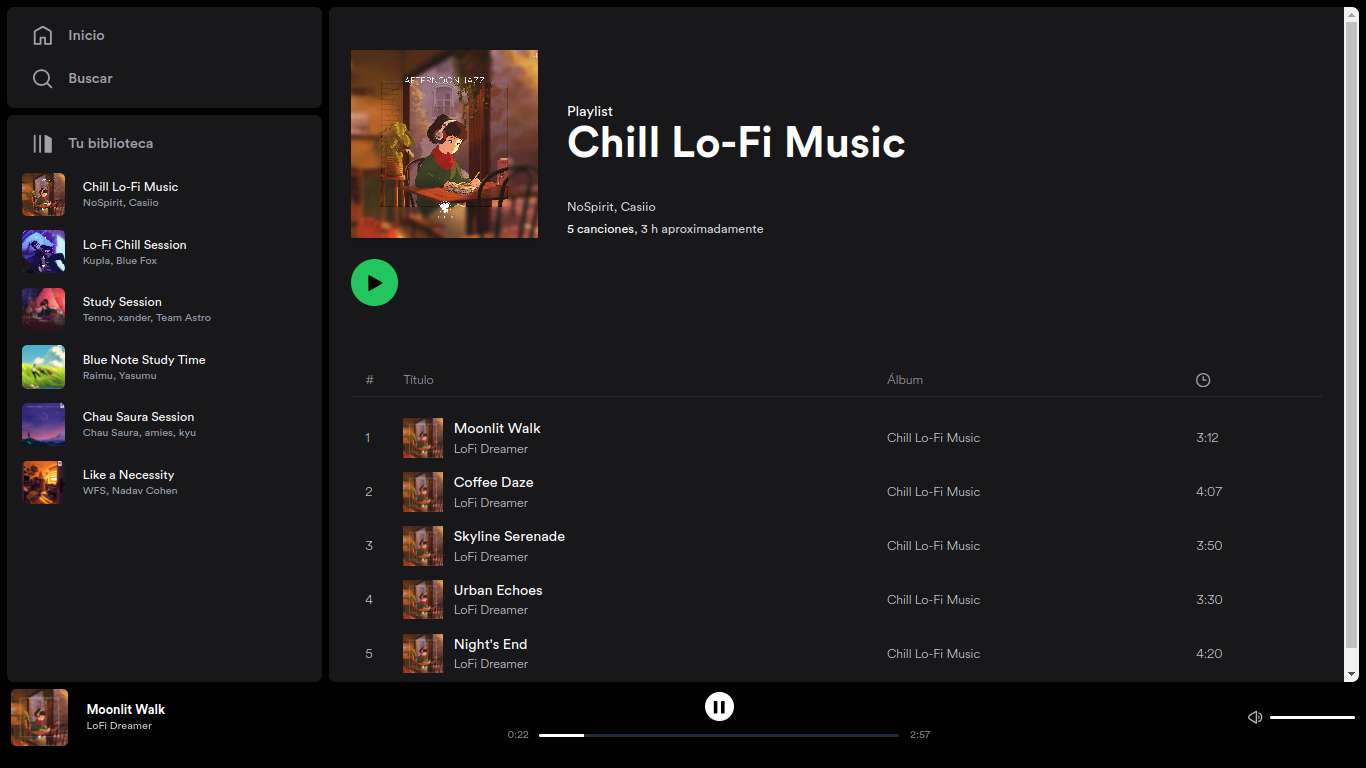 Inicio
Buscar
Tu biblioteca
Chill Lo-Fi Music
NoSpirit, Casiio
Lo-Fi Chill Session
Kupla, Blue Fox
Study Session
Tenno, xander, Team Astro
Blue Note Study Time
Raimu, Yasumu
Chau Saura Session
Chau Saura, amies, kyu
Like a Necessity
WFS, Nadav Cohen
AFTERNOON JAZZ
Playlist
Chill Lo-Fi Music
NoSpirit, Casiio
5 canciones, 3 h aproximadamente
# Título Álbum
1 Moonlit Walk Chill Lo-Fi Music 3:12
LoFi Dreamer
2 Coffee Daze Chill Lo-Fi Music 4:07
LoFi Dreamer
3 Skyline Serenade Chill Lo-Fi Music 3:50
LoFi Dreamer
4 Urban Echoes Chill Lo-Fi Music 3:30
LoFi Dreamer
5 Night's End Chill Lo-Fi Music 4:20
LoFi Dreamer
Moonlit Walk
LoFi Dreamer
0:22 2:57